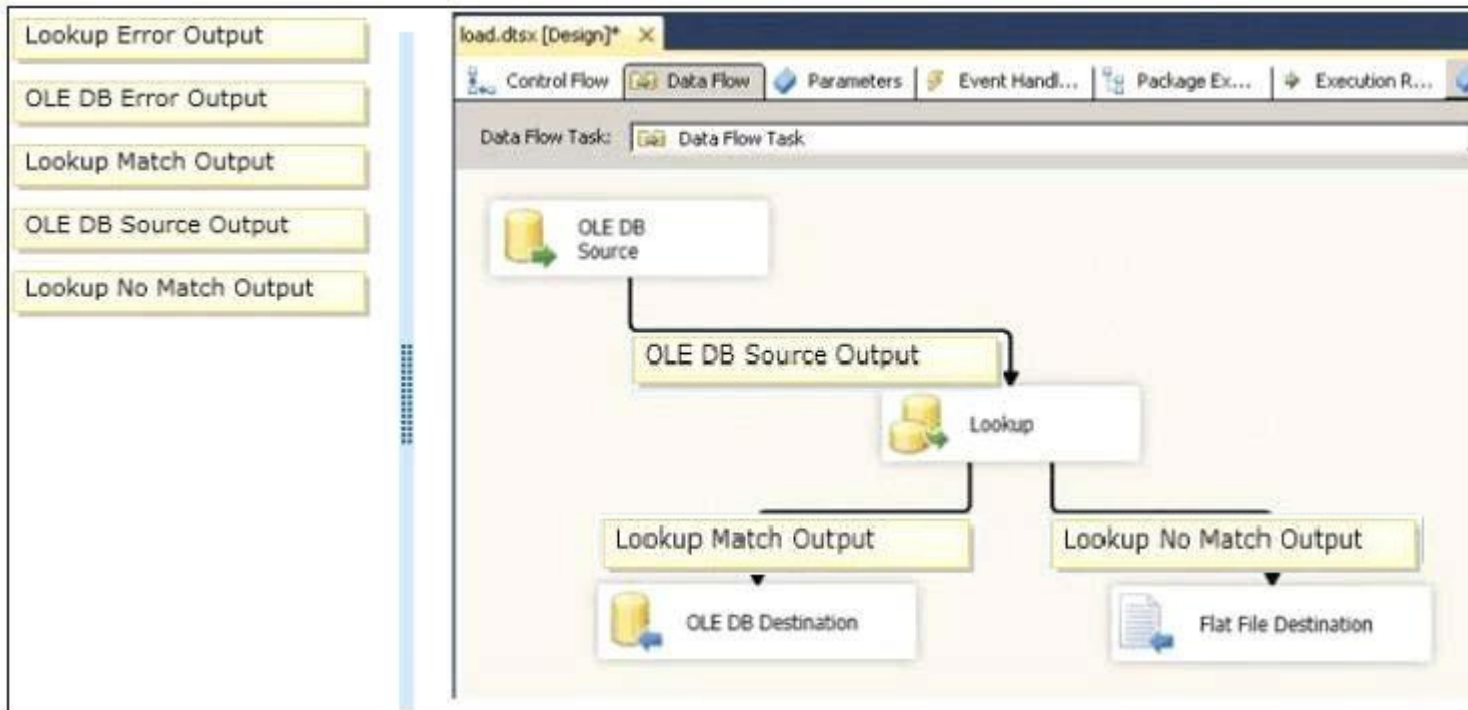 Lookup Error Output
OLE DB Error Output
Lookup Match Output
OLE DB Source Output
Lookup No Match Output
load.dtsx [Design]*
Control Flow
Data Flow
Parameters
Event Handl...
Package Ex...
Execution R...
Data Flow Task:
Data Flow Task
OLE DB
Source
OLE DB Source Output
Lookup
Lookup Match Output
Lookup No Match Output
OLE DB Destination
Flat File Destination